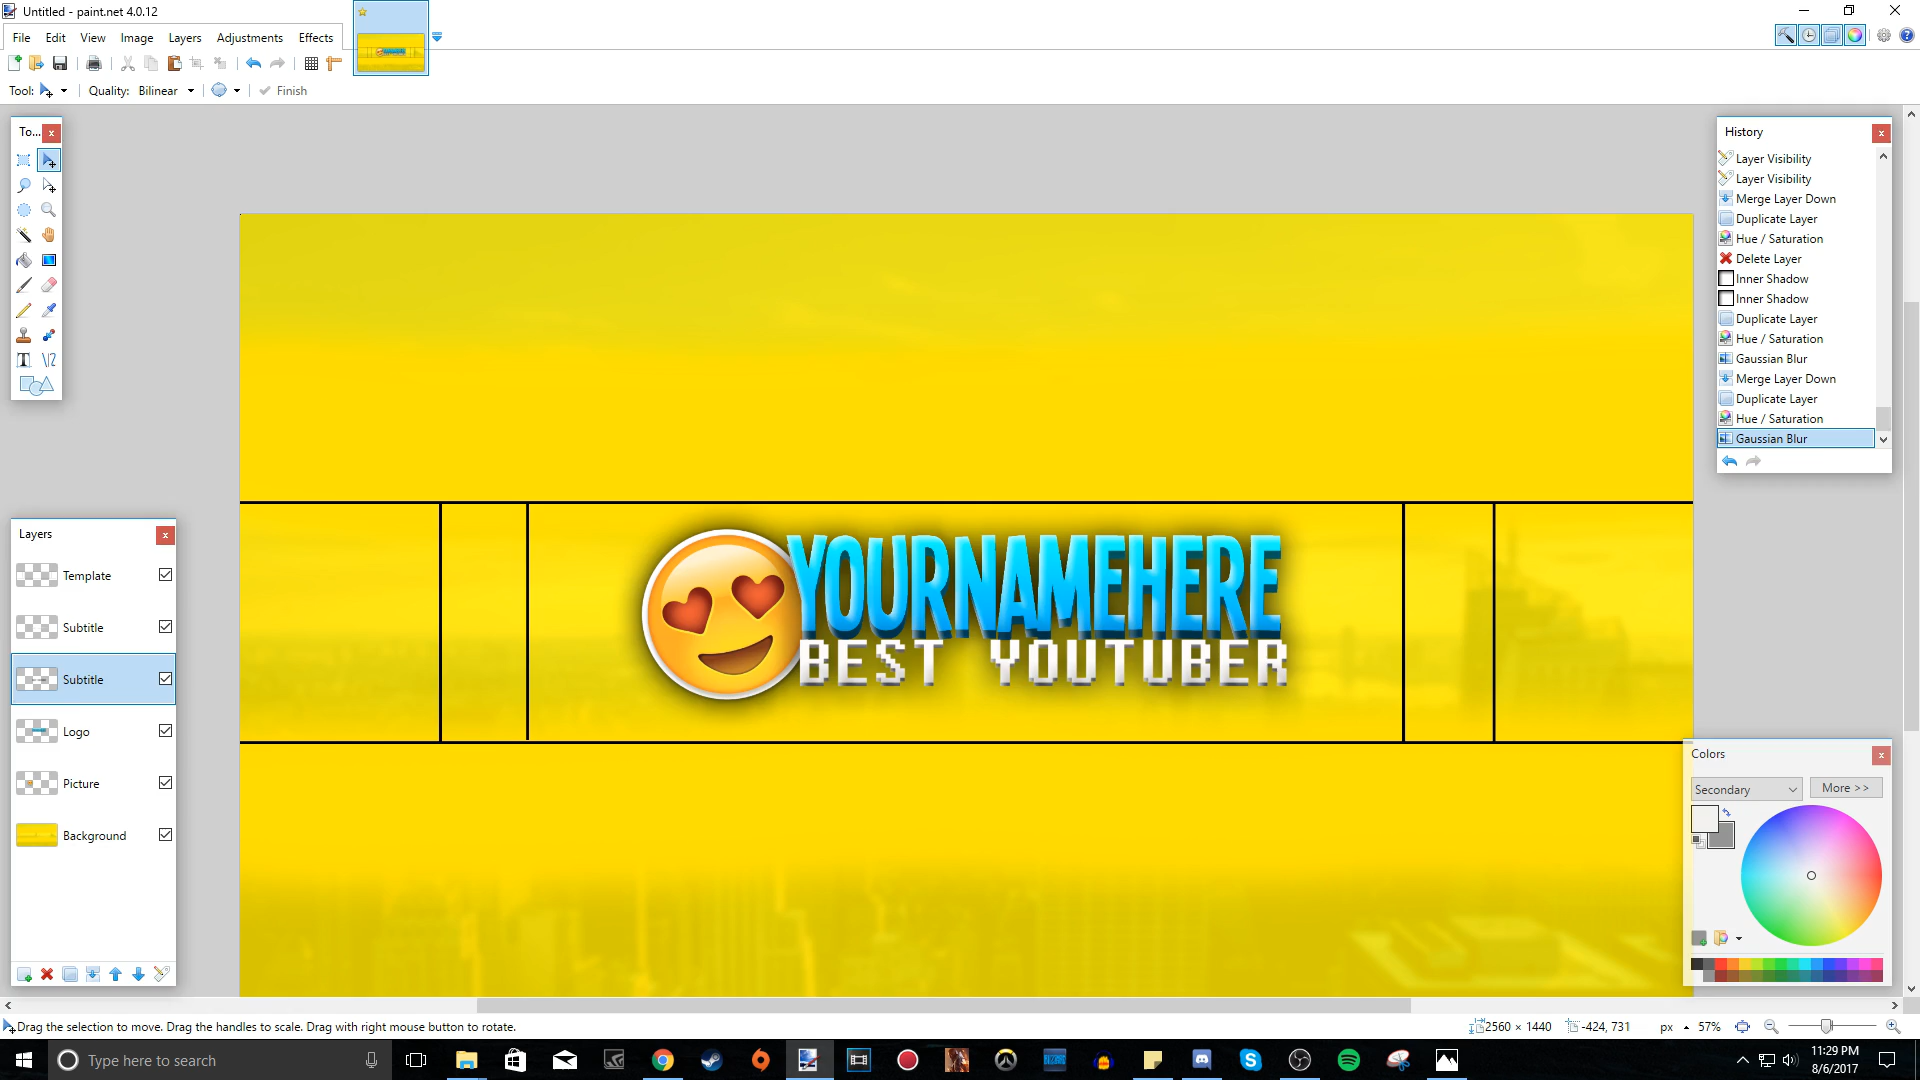 Untitled - paint.net 4.0.12
File Edit View Image Layers Adjustments Effects
Tool: Quality: Bilinear Finish
To...
History
Layer Visibility
Layer Visibility
Merge Layer Down
Duplicate Layer
Hue / Saturation
Delete Layer
Inner Shadow
Inner Shadow
Duplicate Layer
Hue / Saturation
Gaussian Blur
Merge Layer Down
Duplicate Layer
Hue / Saturation
Gaussian Blur
YOURNAMEHERE
BEST YOUTUBER
Layers
Template
Subtitle
Subtitle
Logo
Picture
Background
Colors
Secondary More >>
Drag the selection to move. Drag the handles to scale. Drag with right mouse button to rotate. 2560 × 1440 -424, 731 px 57%
Type here to search
11:29 PM
8/6/2017